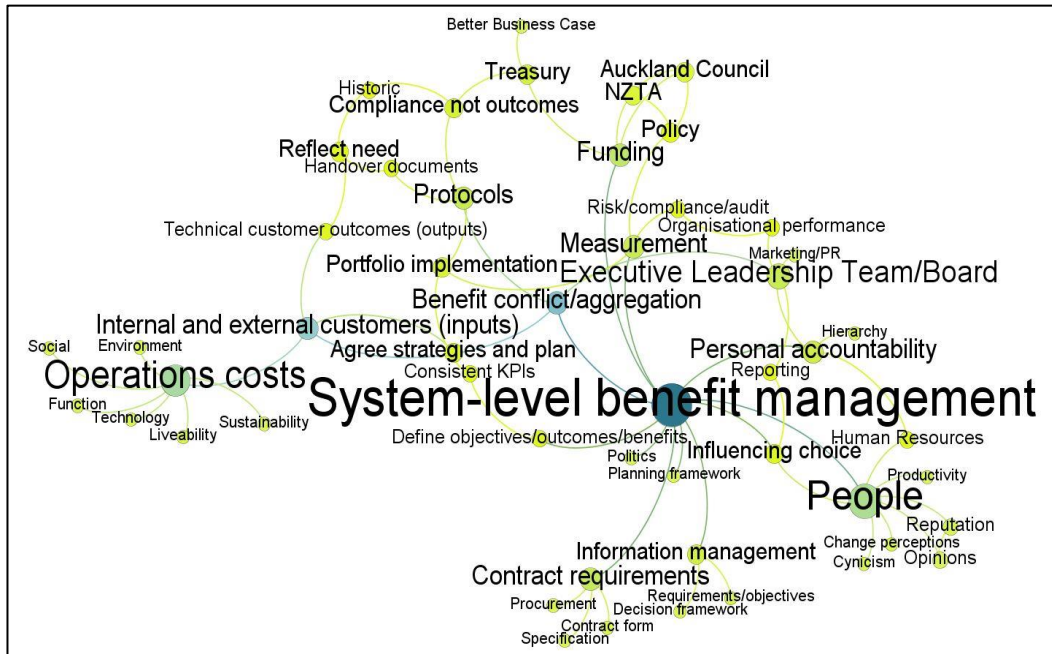 Better Business Case
Treasury
Auckland Council
Historic
NZTA
Compliance not outcomes
Policy
Reflect need
Funding
Handover documents
Protocols
Risk/compliance/audit
Technical customer outcomes (outputs)
Organisational performance
Measurement
Marketing/PR
Portfolio implementation
Executive Leadership Team/Board
Benefit conflict/aggregation
Internal and external customers (inputs)
Hierarchy
Social
Environment
Agree strategies and plan
Personal accountability
Operations costs
Consistent KPIs
Reporting
System-level benefit management
Function
Technology
Sustainability
Liveability
Define objectives/outcomes/benefits
Human Resources
Politics
Influencing choice
Planning framework
Productivity
People
Reputation
Change perceptions
Information management
Cynicism
Opinions
Contract requirements
Requirements/objectives
Procurement
Decision framework
Contract form
Specification